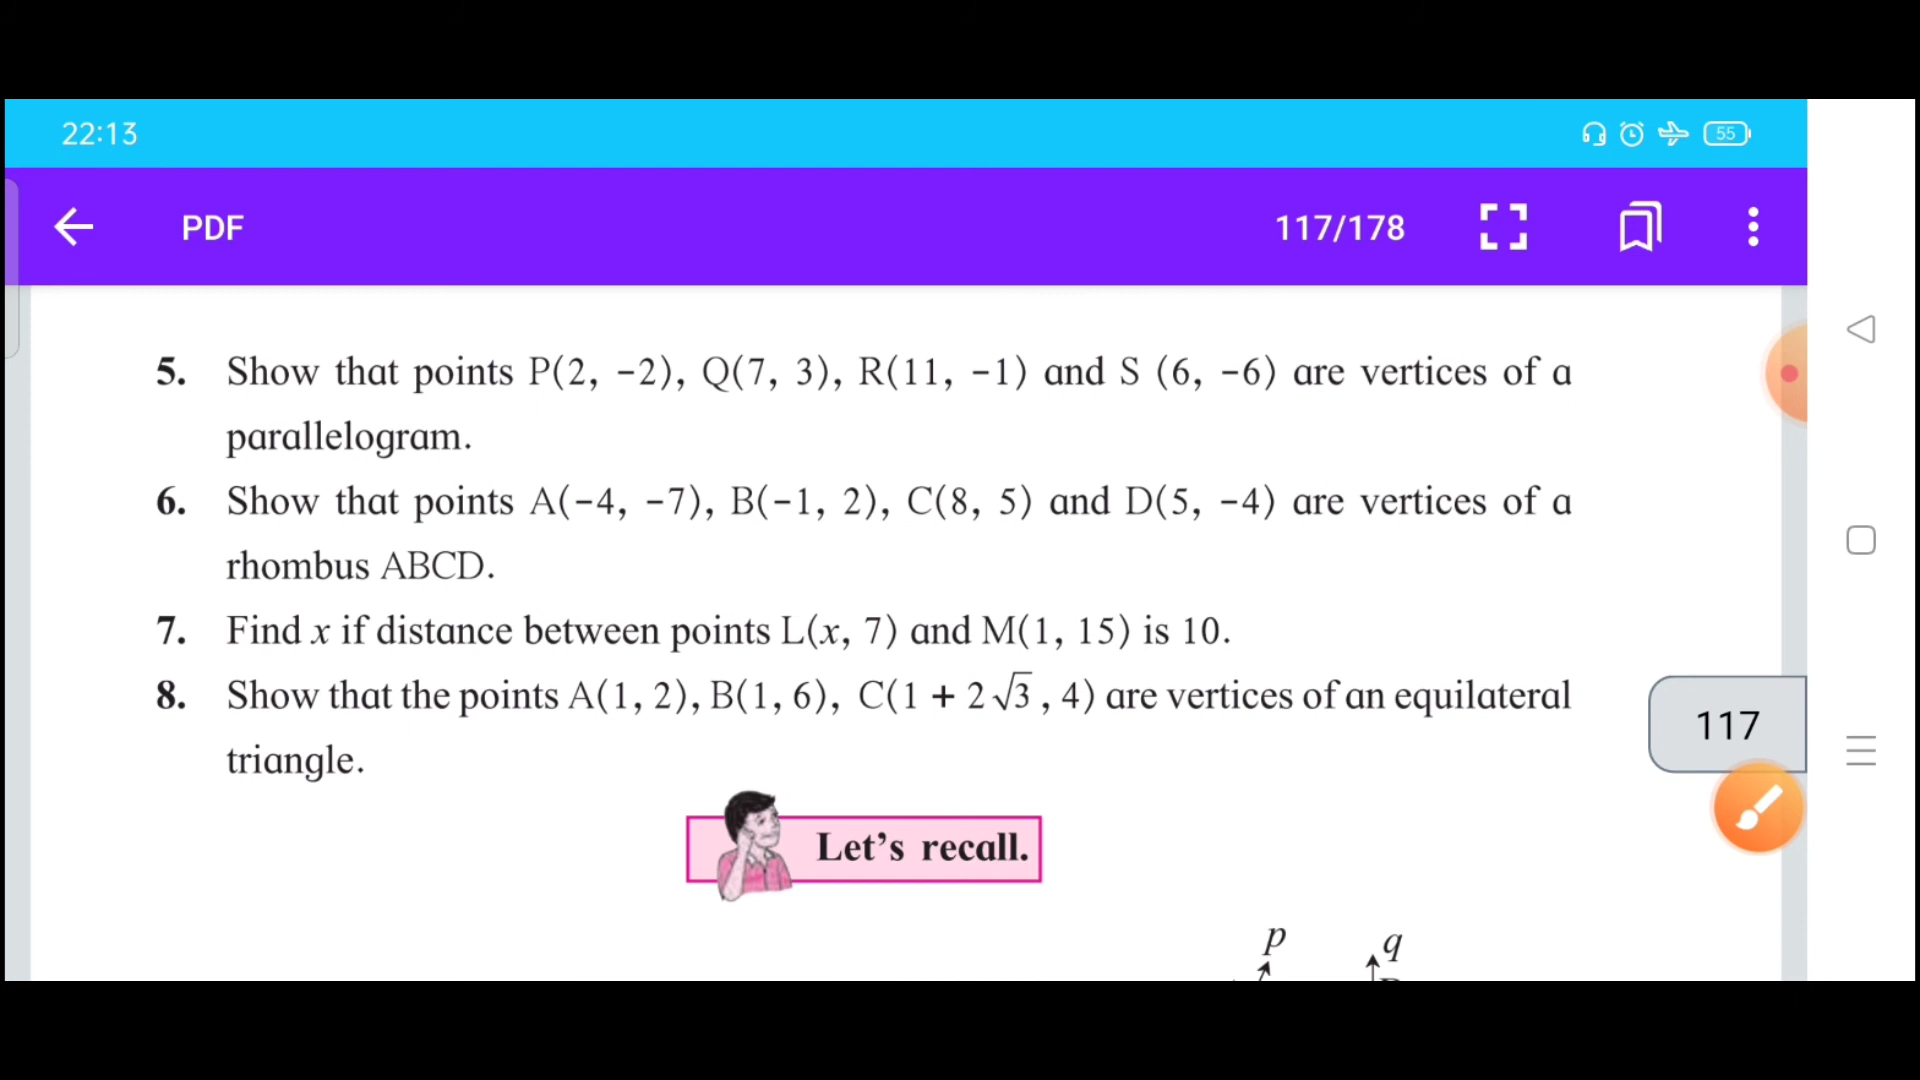 22:13
55
PDF
117/178
5. Show that points P(2, -2), Q(7, 3), R(11, -1) and S (6, -6) are vertices of a
parallelogram.
6. Show that points A(-4, -7), B(-1, 2), C(8, 5) and D(5, -4) are vertices of a
rhombus ABCD.
7. Find x if distance between points L(x, 7) and M(1, 15) is 10.
8. Show that the points A(1, 2), B(1, 6), C(1 + 2√3, 4) are vertices of an equilateral
triangle.
117
Let's recall.
p
q